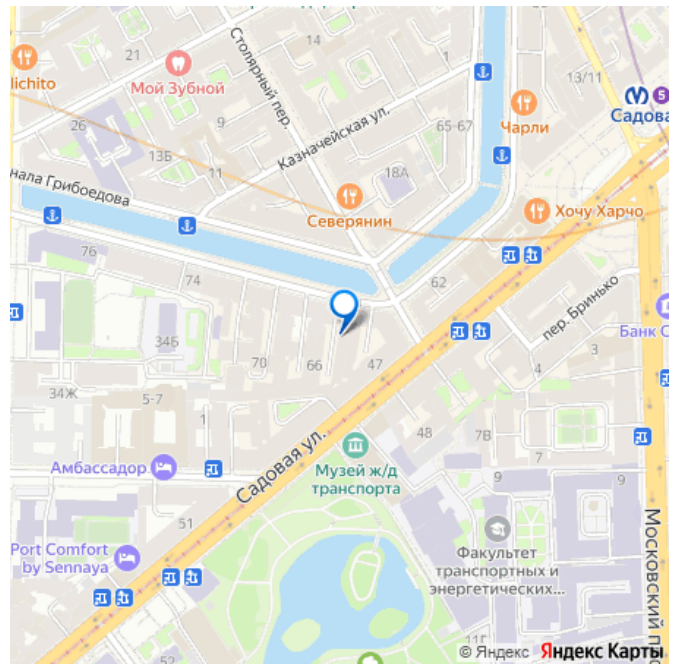 21
14
lichito
Мой Зубной
Столярный пер.
13/11
Садова
5
26
9
Чарли
65-67
Казначейская ул.
13Б
18А
нала Грибоедова
Северянин
Хочу Харчо
76
74
62
пер. Бринько
Банк С
34Б
70
66
47
4
3
34Ж
5-7
1
Садовая ул.
48
7В
7
Музей ж/д
транспорта
Амбассадор
9
9
51
Port Comfort
by Sennaya
Факультет
транспортных и
энергетических...
Московский п
11Г
© Яндекс Яндекс Карты